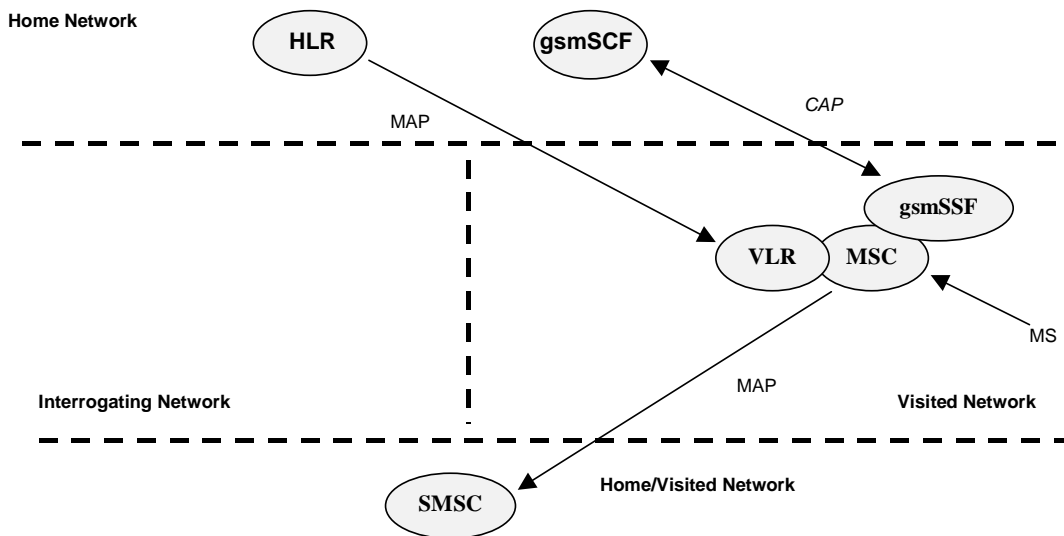 Home Network
HLR
gsmSCF
CAP
MAP
gsmSSF
VLR
MSC
MS
MAP
Interrogating Network
Visited Network
Home/Visited Network
SMSC